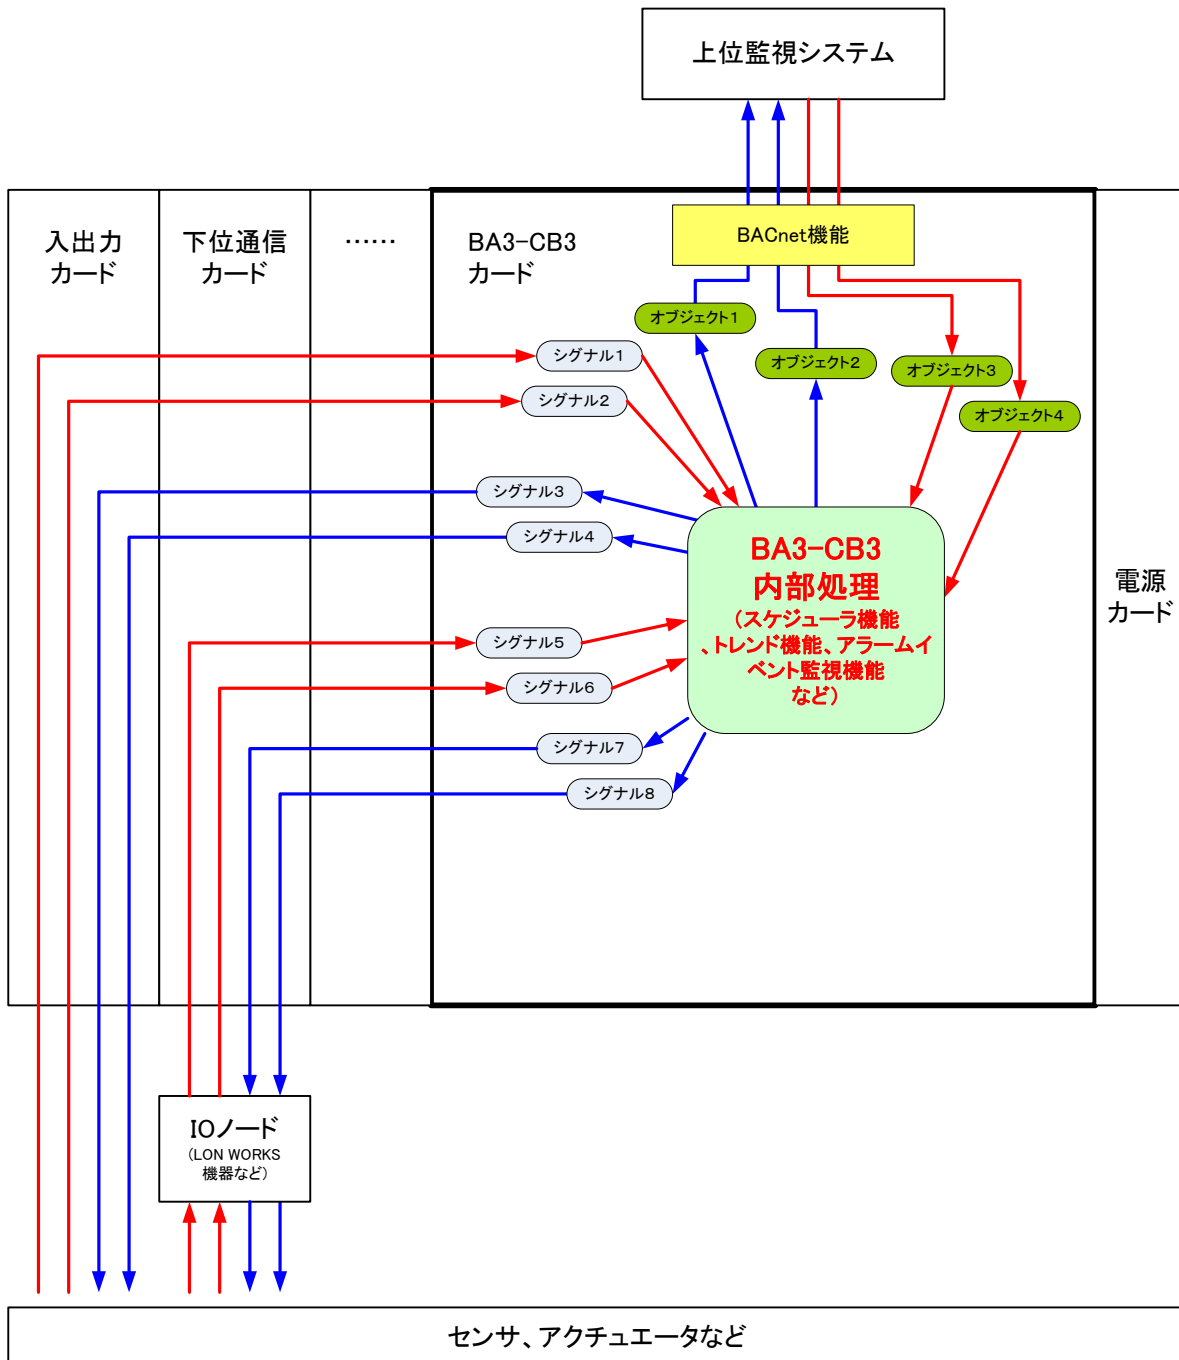 上位監視システム
入出力
カード
下位通信
カード
……
BA3-CB3
カード
BACnet機能
オブジェクト1
オブジェクト2
オブジェクト3
オブジェクト4
シグナル1
シグナル2
シグナル3
シグナル4
シグナル5
シグナル6
シグナル7
シグナル8
BA3-CB3
内部処理
(スケジューラ機能
、トレンド機能、アラームイ
ベント監視機能
など)
電源
カード
IOノード
(LON WORKS
機器など)
センサ、アクチュエータなど